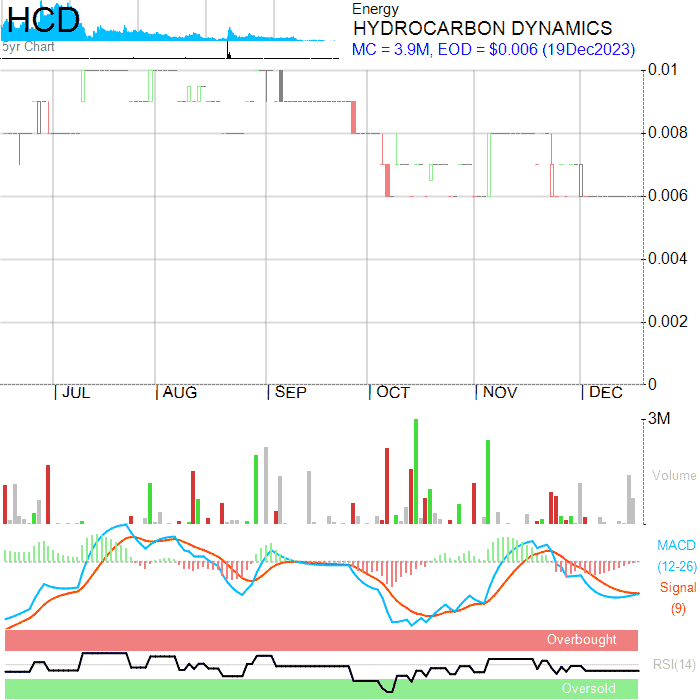 HCD
5yr Chart
Energy
HYDROCARBON DYNAMICS
MC = 3.9M, EOD = $0.006 (19Dec2023)
0.01
0.008
0.006
0.004
0.002
0
JUL AUG SEP OCT NOV DEC
3M
Volume
MACD
(12-26)
Signal
(9)
Overbought
RSI(14)
Oversold